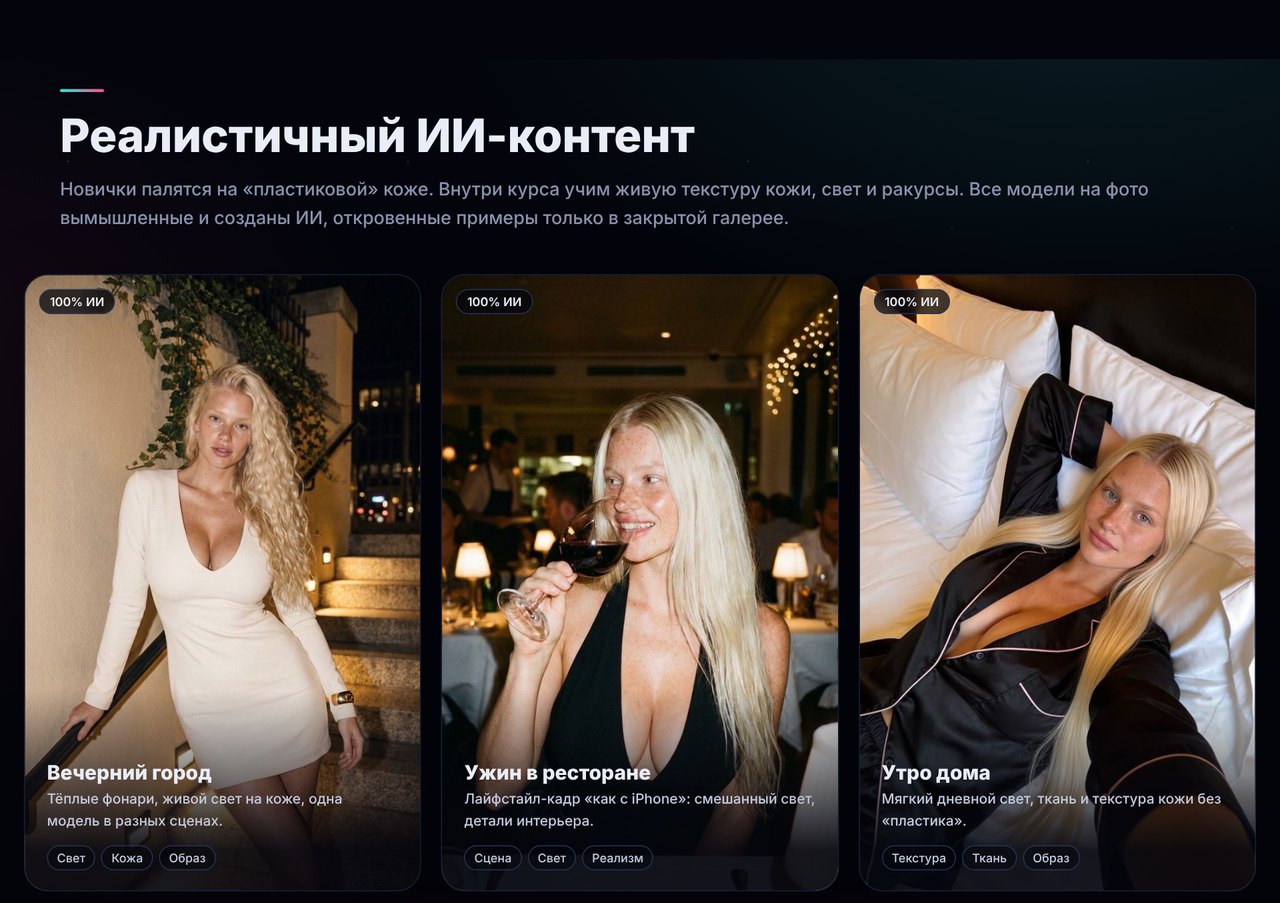 Реалистичный ИИ-контент
Новички палятся на «пластиковой» коже. Внутри курса учим живую текстуру кожи, свет и ракурсы. Все модели на фото
вымышленные и созданы ИИ, откровенные примеры только в закрытой галерее.
100% ИИ
Вечерний город
Тёплые фонари, живой свет на коже, одна
модель в разных сценах.
Свет Кожа Образ
100% ИИ
Ужин в ресторане
Лайфстайл-кадр «как с iPhone»: смешанный свет,
детали интерьера.
Сцена Свет Реализм
100% ИИ
Утро дома
Мягкий дневной свет, ткань и текстура кожи без
«пластика».
Текстура Ткань Образ